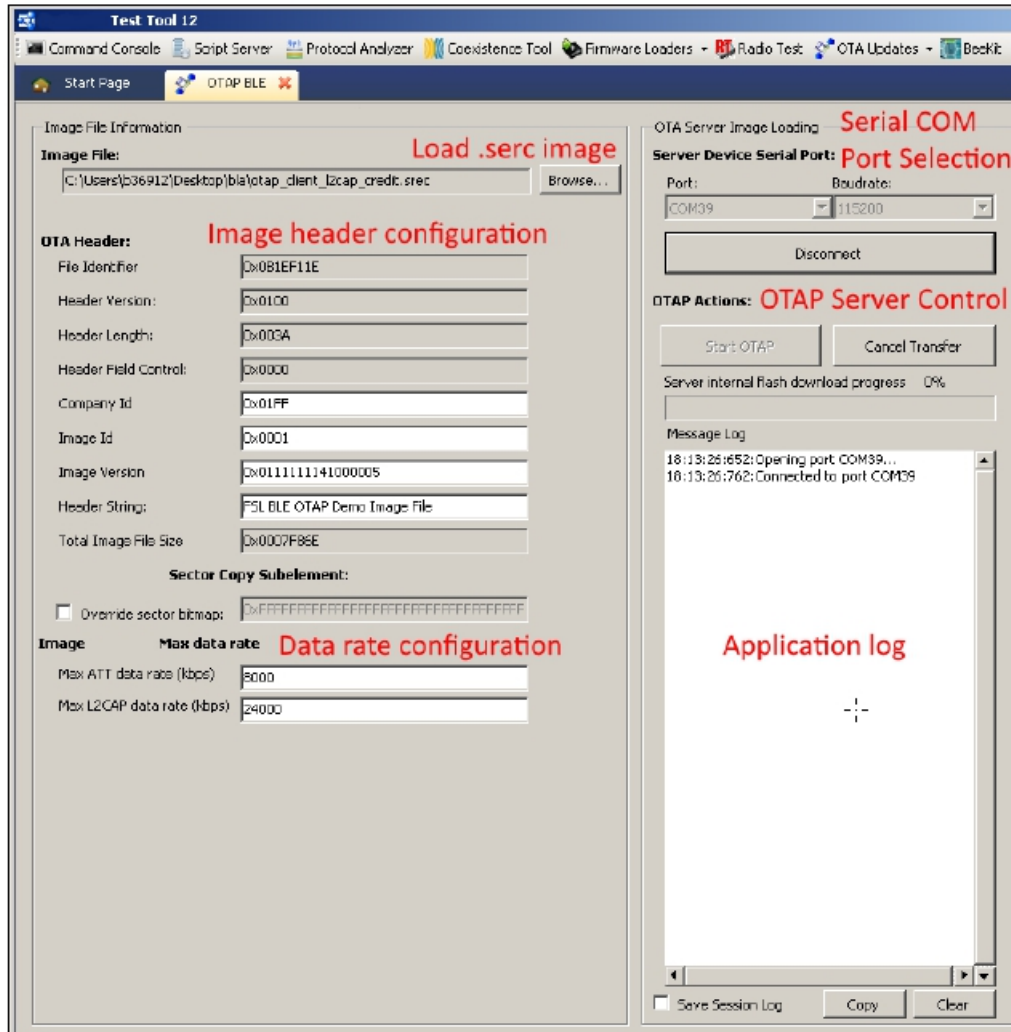 Test Tool 12
Command Console Script Server Protocol Analyzer Coexistence Tool Firmware Loaders Radio Test OTA Updates BeeKit
Start Page OTAP BLE
Image File Information
Image File:
Load .serc image
C:\Users\b36912\Desktop\bla\otap_client_l2cap_credit.srec Browse...
OTA Header:
Image header configuration
File Identifier 0x0B1EF11E
Header Version: 0x0100
Header Length: 0x003A
Header Field Control: 0x0000
Company Id 0x01FF
Image Id 0x0001
Image Version 0x0111111141000005
Header String: FSL BLE OTAP Demo Image File
Total Image File Size 0x0007F86E
Sector Copy Subelement:
Override sector bitmap:
Image Max data rate
Data rate configuration
Max ATT data rate (kbps) 8000
Max L2CAP data rate (kbps) 24000
OTA Server Image Loading
Serial COM
Server Device Serial Port:
Port Selection
Port: Baudrate:
COM39 115200
Disconnect
OTAP Actions:
OTAP Server Control
Start OTAP Cancel Transfer
Server internal flash download progress 0%
Message Log
18:13:26:652:Opening port COM39...
18:13:26:762:Connected to port COM39
Application log
Save Session Log Copy Clear